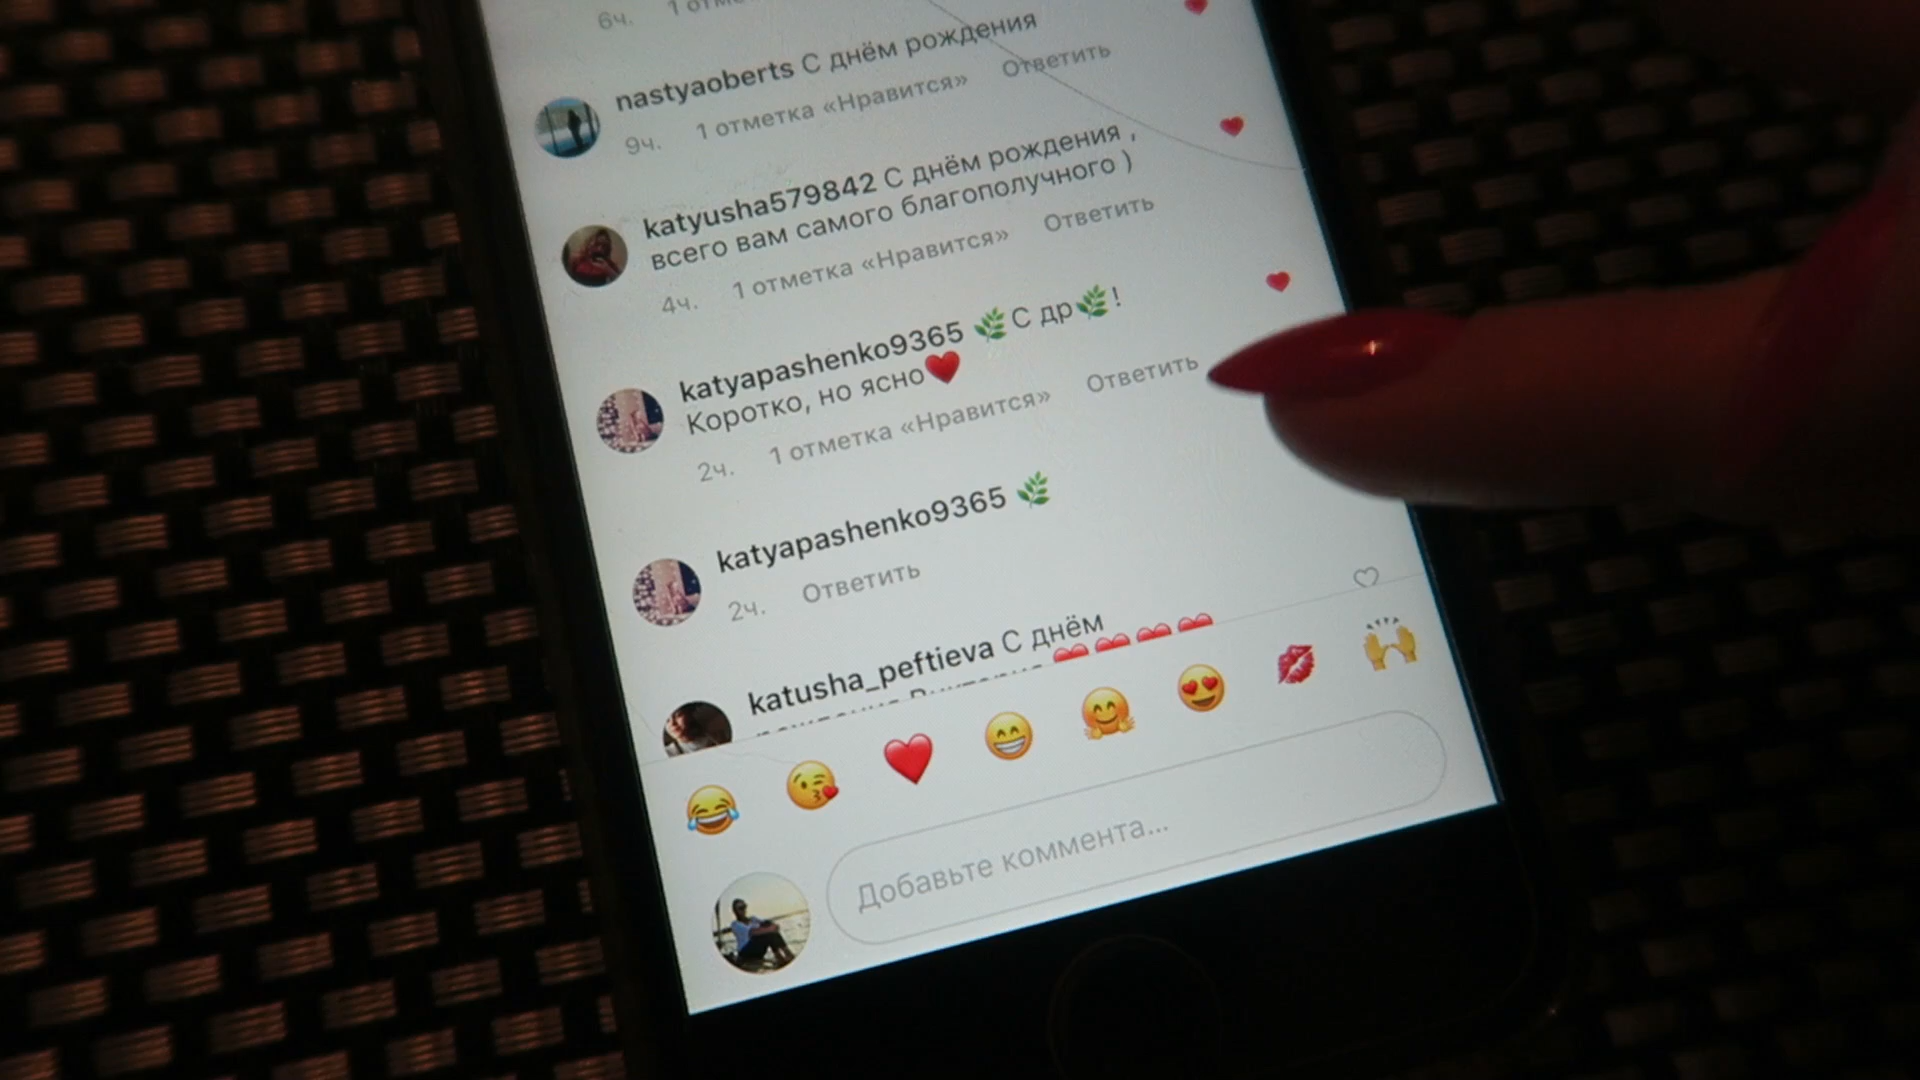 6ч. 1
nastyaoberts С днём рождения
9ч. 1 отметка «Нравится» Ответить
katyusha579842 С днём рождения ,
всего вам самого благополучного )
4ч. 1 отметка «Нравится» Ответить
katyapashenko9365 🌿С др🌿!
Коротко, но ясно❤️
2ч. 1 отметка «Нравится» Ответить
katyapashenko9365 🌿
2ч. Ответить
katusha_peftieva С днём
Добавьте коммента...